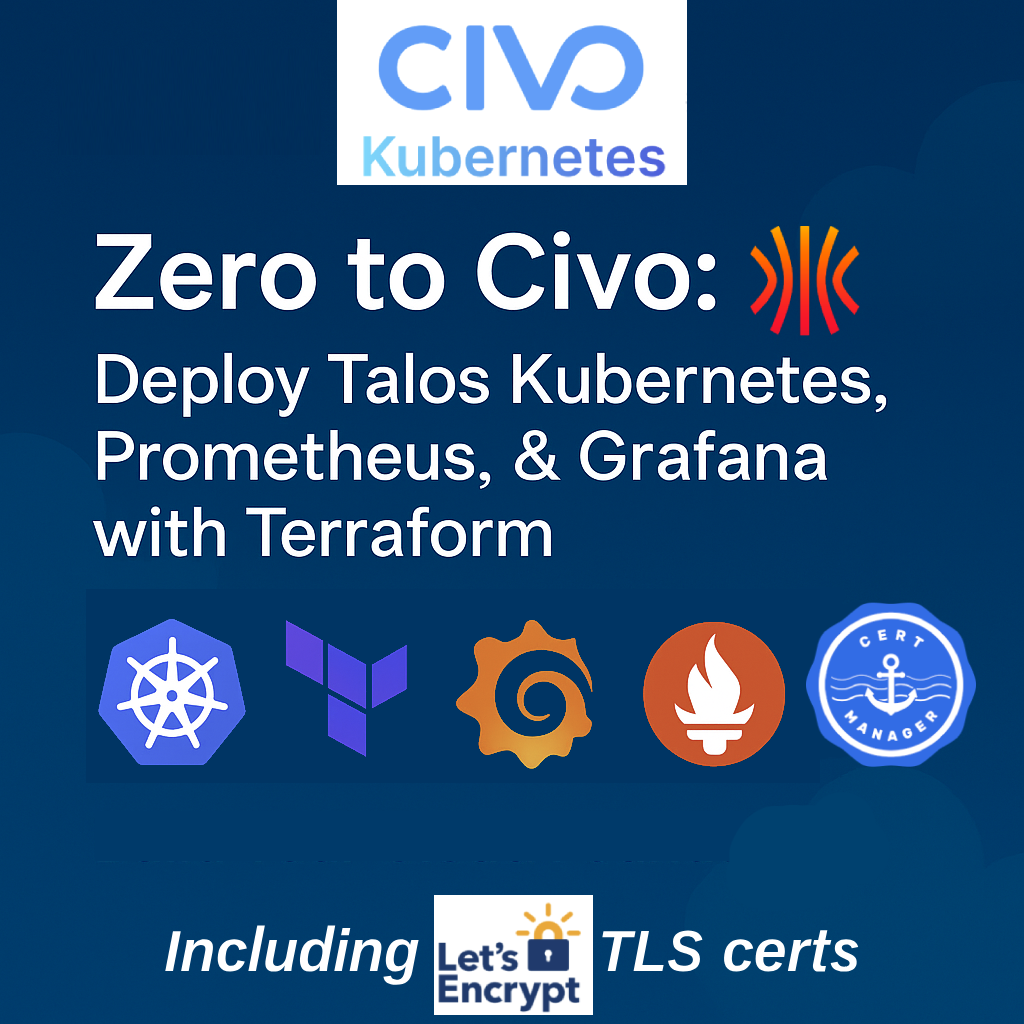 CIVO
Kubernetes
Zero to Civo:
Deploy Talos Kubernetes,
Prometheus, & Grafana
with Terraform
CERT
MANAGER
Including Let's Encrypt TLS certs